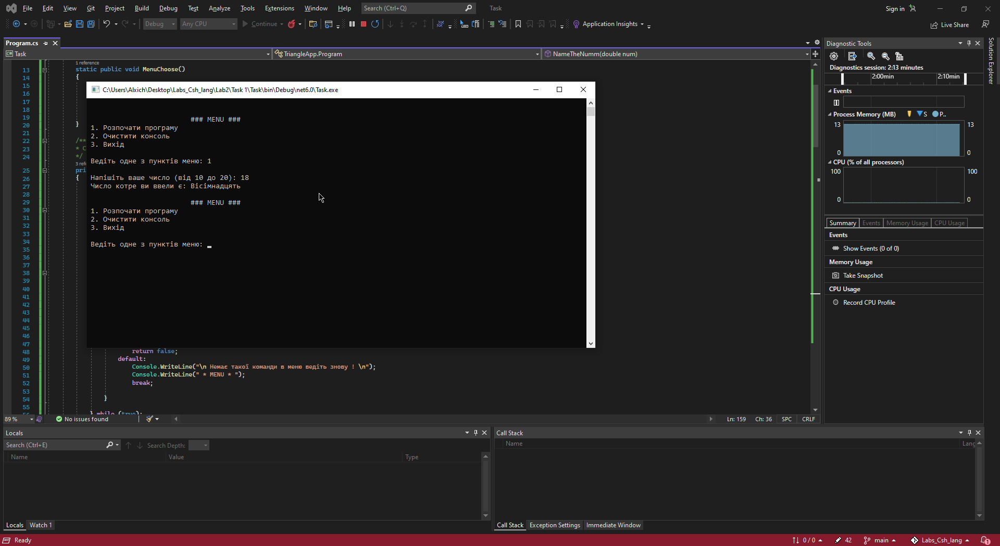 File Edit View Git Project Build Debug Test Analyze Tools Extensions Window Help Search (Ctrl+Q) Task Sign in
Debug Any CPU Continue Application Insights Live Share
Program.cs
Task TriangleApp.Program NameTheNumm(double num)
1 reference
13 static public void MenuChoose()
14 {
15
16
17
18
19
20 }
21
22 /**
23 * C
24 */
3 refe
25 pri
26 {
27
28
29
30
31
32
33
34
35
36
37
38
39
40
41
42
43
44
45
46
47
48 return false;
49 default:
50 Console.WriteLine("\n Немає такої команди в меню ведіть знову ! \n");
51 Console.WriteLine(" * MENU * ");
52 break;
53
54 }
55
56 } while (true);
C:\Users\Alxich\Desktop\Labs_Csh_lang\Lab2\Task 1\Task\bin\Debug\net6.0\Task.exe
### MENU ###
1. Розпочати програму
2. Очистити консоль
3. Вихід
Ведіть одне з пунктів меню: 1
Напішіть ваше число (від 10 до 20): 18
Число котре ви ввели є: Вісімнадцять
### MENU ###
1. Розпочати програму
2. Очистити консоль
3. Вихід
Ведіть одне з пунктів меню:
89 % No issues found Ln: 159 Ch: 36 SPC CRLF
Diagnostic Tools
Diagnostics session: 2:13 minutes
2:00min 2:10min
Events
Process Memory (MB) S P..
13 13
0 0
CPU (% of all processors)
100 100
0 0
Summary Events Memory Usage CPU Usage
Events
Show Events (0 of 0)
Memory Usage
Take Snapshot
CPU Usage
Record CPU Profile
Solution Explorer
Locals
Search (Ctrl+E) Search Depth:
Name Value Type
Locals Watch 1
Call Stack
Name Lang
Call Stack Exception Settings Immediate Window
Ready 0 / 0 42 main Labs_Csh_lang 1